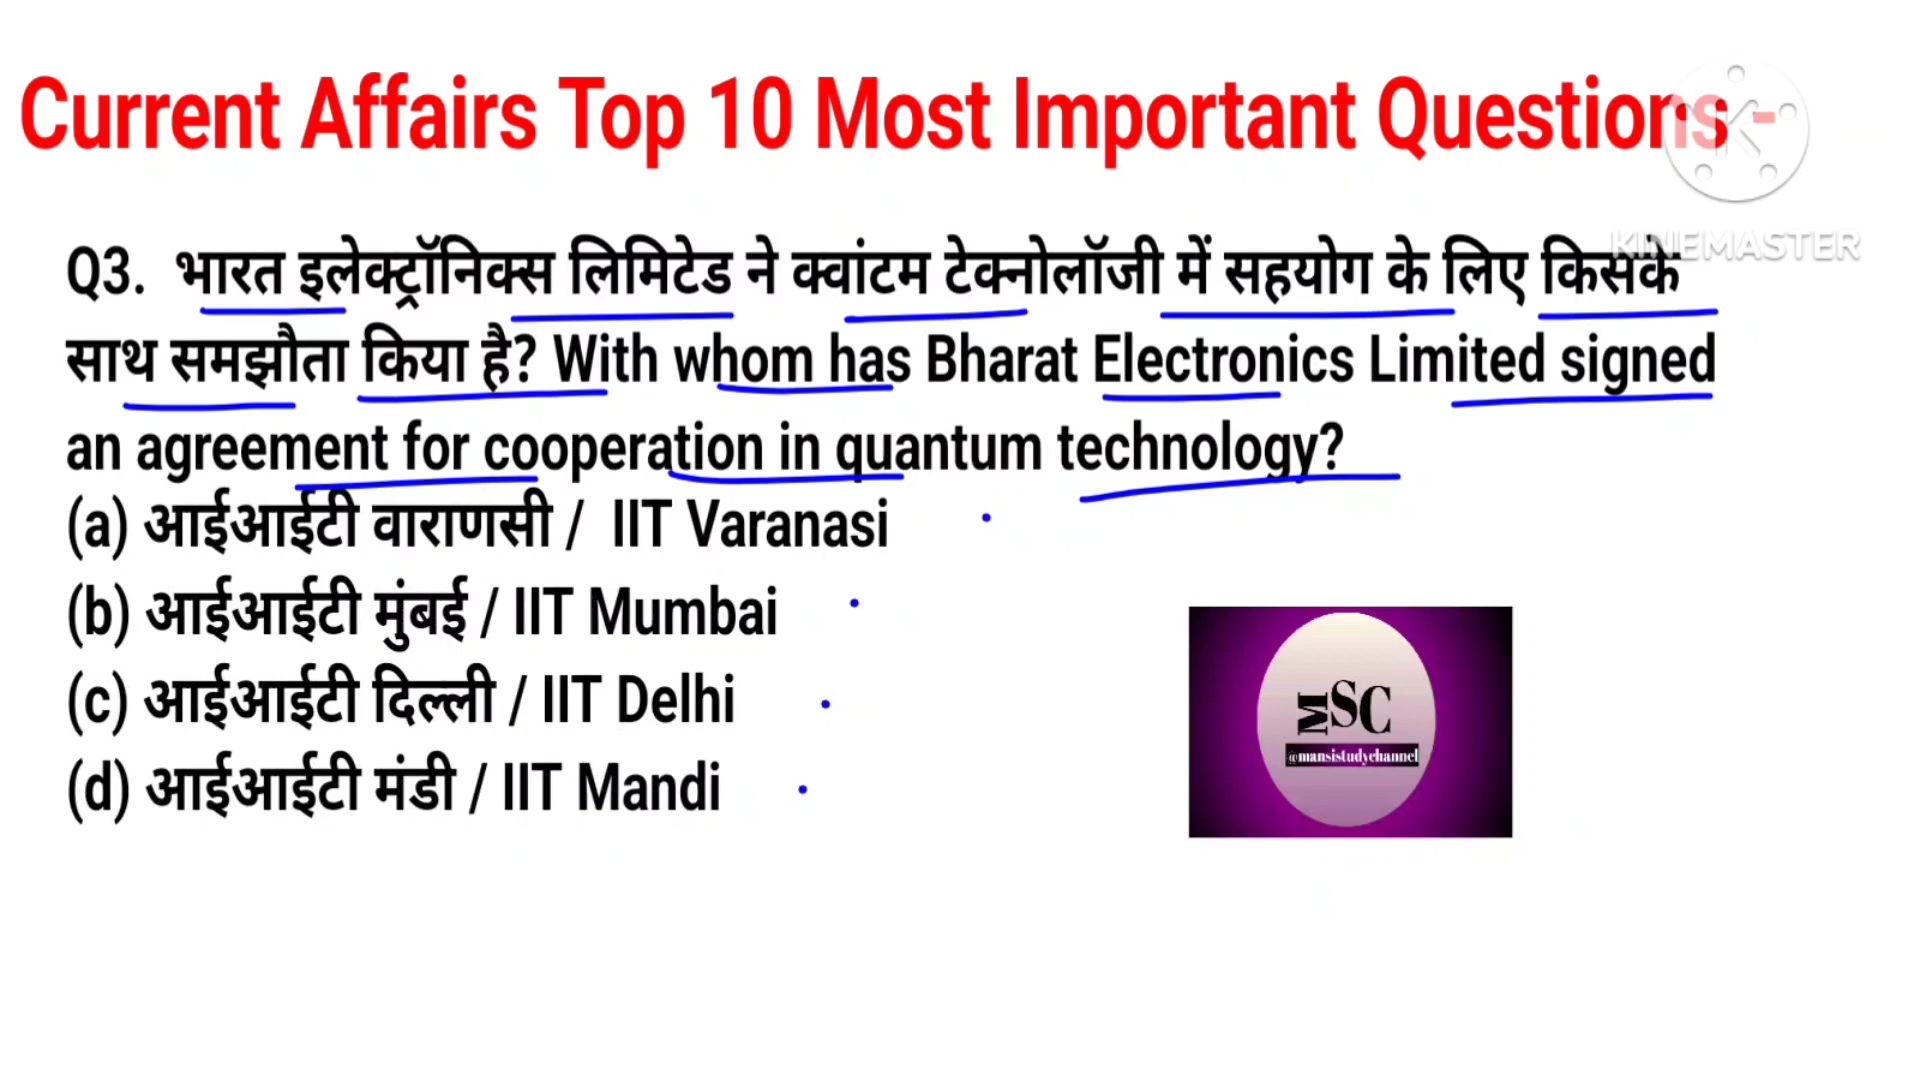 Current Affairs Top 10 Most Important Questions -
KINEMASTER
Q3. भारत इलेक्ट्रॉनिक्स लिमिटेड ने क्वांटम टेक्नोलॉजी में सहयोग के लिए किसके
साथ समझौता किया है? With whom has Bharat Electronics Limited signed
an agreement for cooperation in quantum technology?
(a) आईआईटी वाराणसी / IIT Varanasi
(b) आईआईटी मुंबई / IIT Mumbai
(c) आईआईटी दिल्ली / IIT Delhi
(d) आईआईटी मंडी / IIT Mandi
MSC
@mansistudychannel